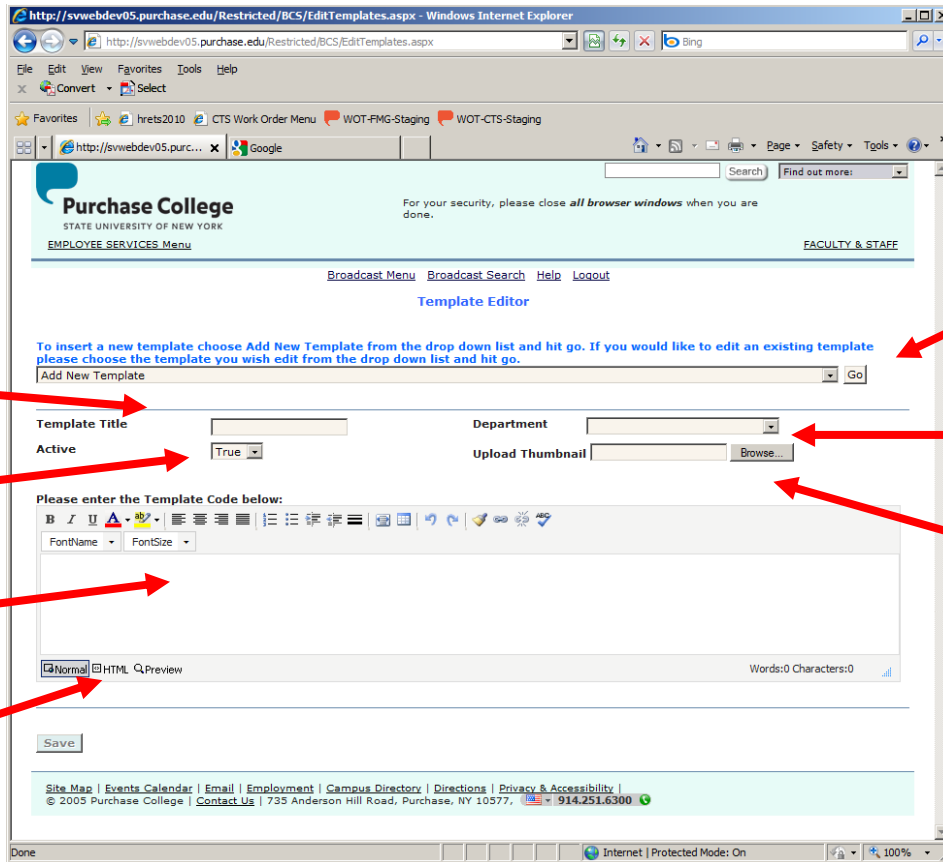 http://svwebdev05.purchase.edu/Restricted/BCS/EditTemplates.aspx - Windows Internet Explorer
http://svwebdev05.purchase.edu/Restricted/BCS/EditTemplates.aspx Bing
File Edit View Favorites Tools Help
x Convert Select
Favorites hrets2010 CTS Work Order Menu WOT-FMG-Staging WOT-CTS-Staging
http://svwebdev05.purc... x Google Page Safety Tools
Search Find out more:
Purchase College
STATE UNIVERSITY OF NEW YORK
For your security, please close all browser windows when you are
done.
EMPLOYEE SERVICES Menu FACULTY & STAFF
Broadcast Menu Broadcast Search Help Logout
Template Editor
To insert a new template choose Add New Template from the drop down list and hit go. If you would like to edit an existing template
please choose the template you wish edit from the drop down list and hit go.
Add New Template Go
Template Title Department
Active True Upload Thumbnail Browse...
Please enter the Template Code below:
B I U A ab ABC
FontName FontSize
Normal HTML Preview Words:0 Characters:0
Save
Site Map | Events Calendar | Email | Employment | Campus Directory | Directions | Privacy & Accessibility |
© 2005 Purchase College | Contact Us | 735 Anderson Hill Road, Purchase, NY 10577, 914.251.6300
Done Internet | Protected Mode: On 100%